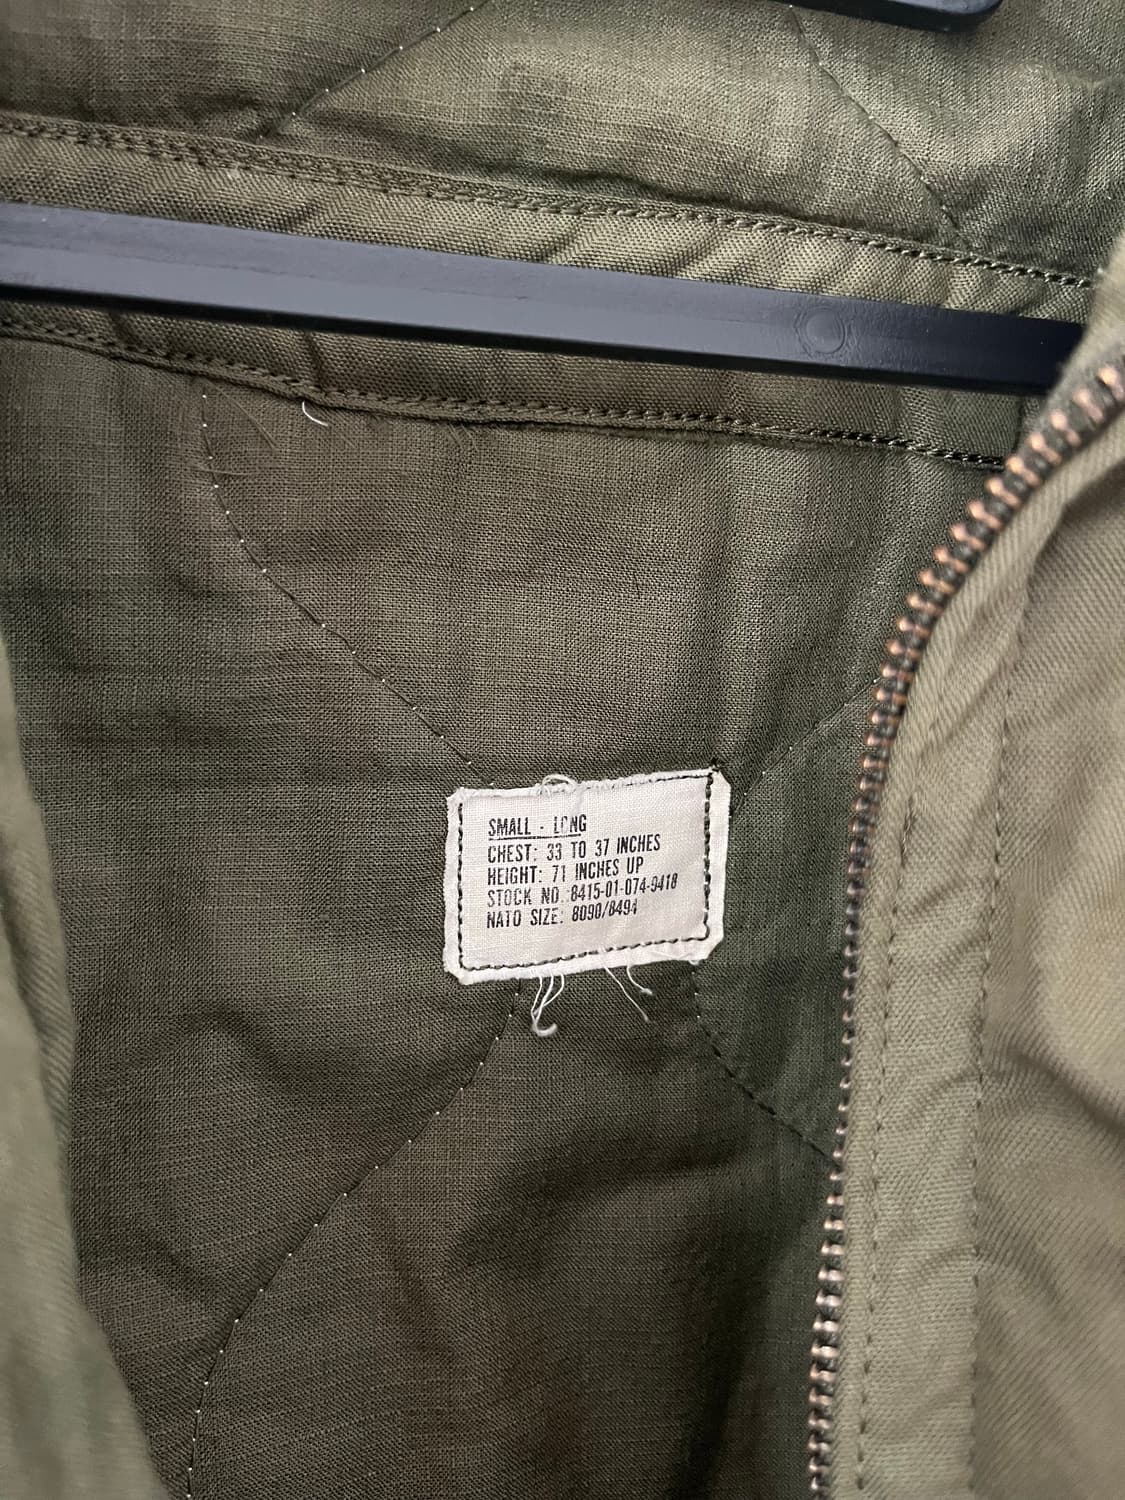 SMALL - LONG
CHEST: 33 TO 37 INCHES
HEIGHT: 71 INCHES UP
STOCK NO. 8415-01-074-9418
NATO SIZE: 8090/8494